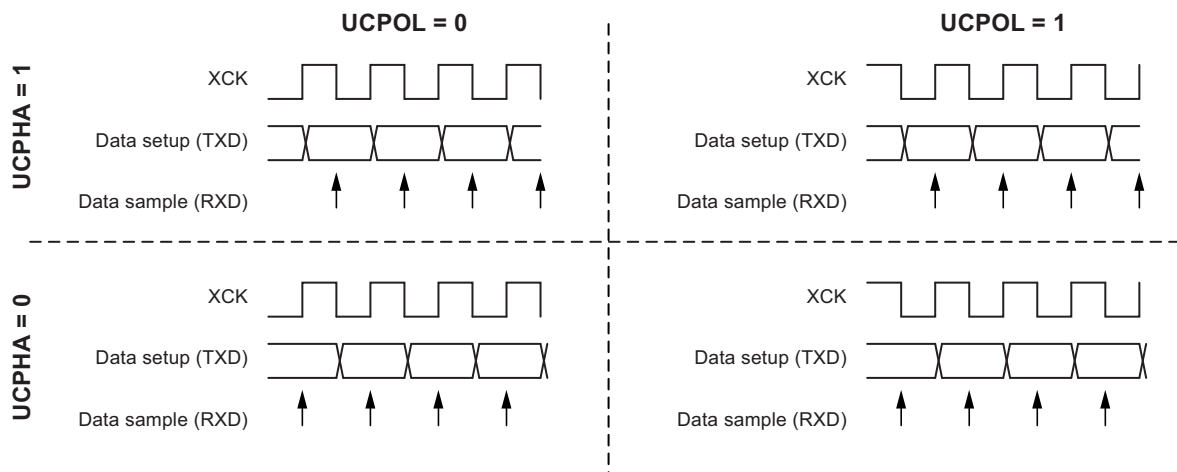 UCPOL = 0
UCPOL = 1
UCPHA = 1
XCK
Data setup (TXD)
Data sample (RXD)
XCK
Data setup (TXD)
Data sample (RXD)
UCPHA = 0
XCK
Data setup (TXD)
Data sample (RXD)
XCK
Data setup (TXD)
Data sample (RXD)